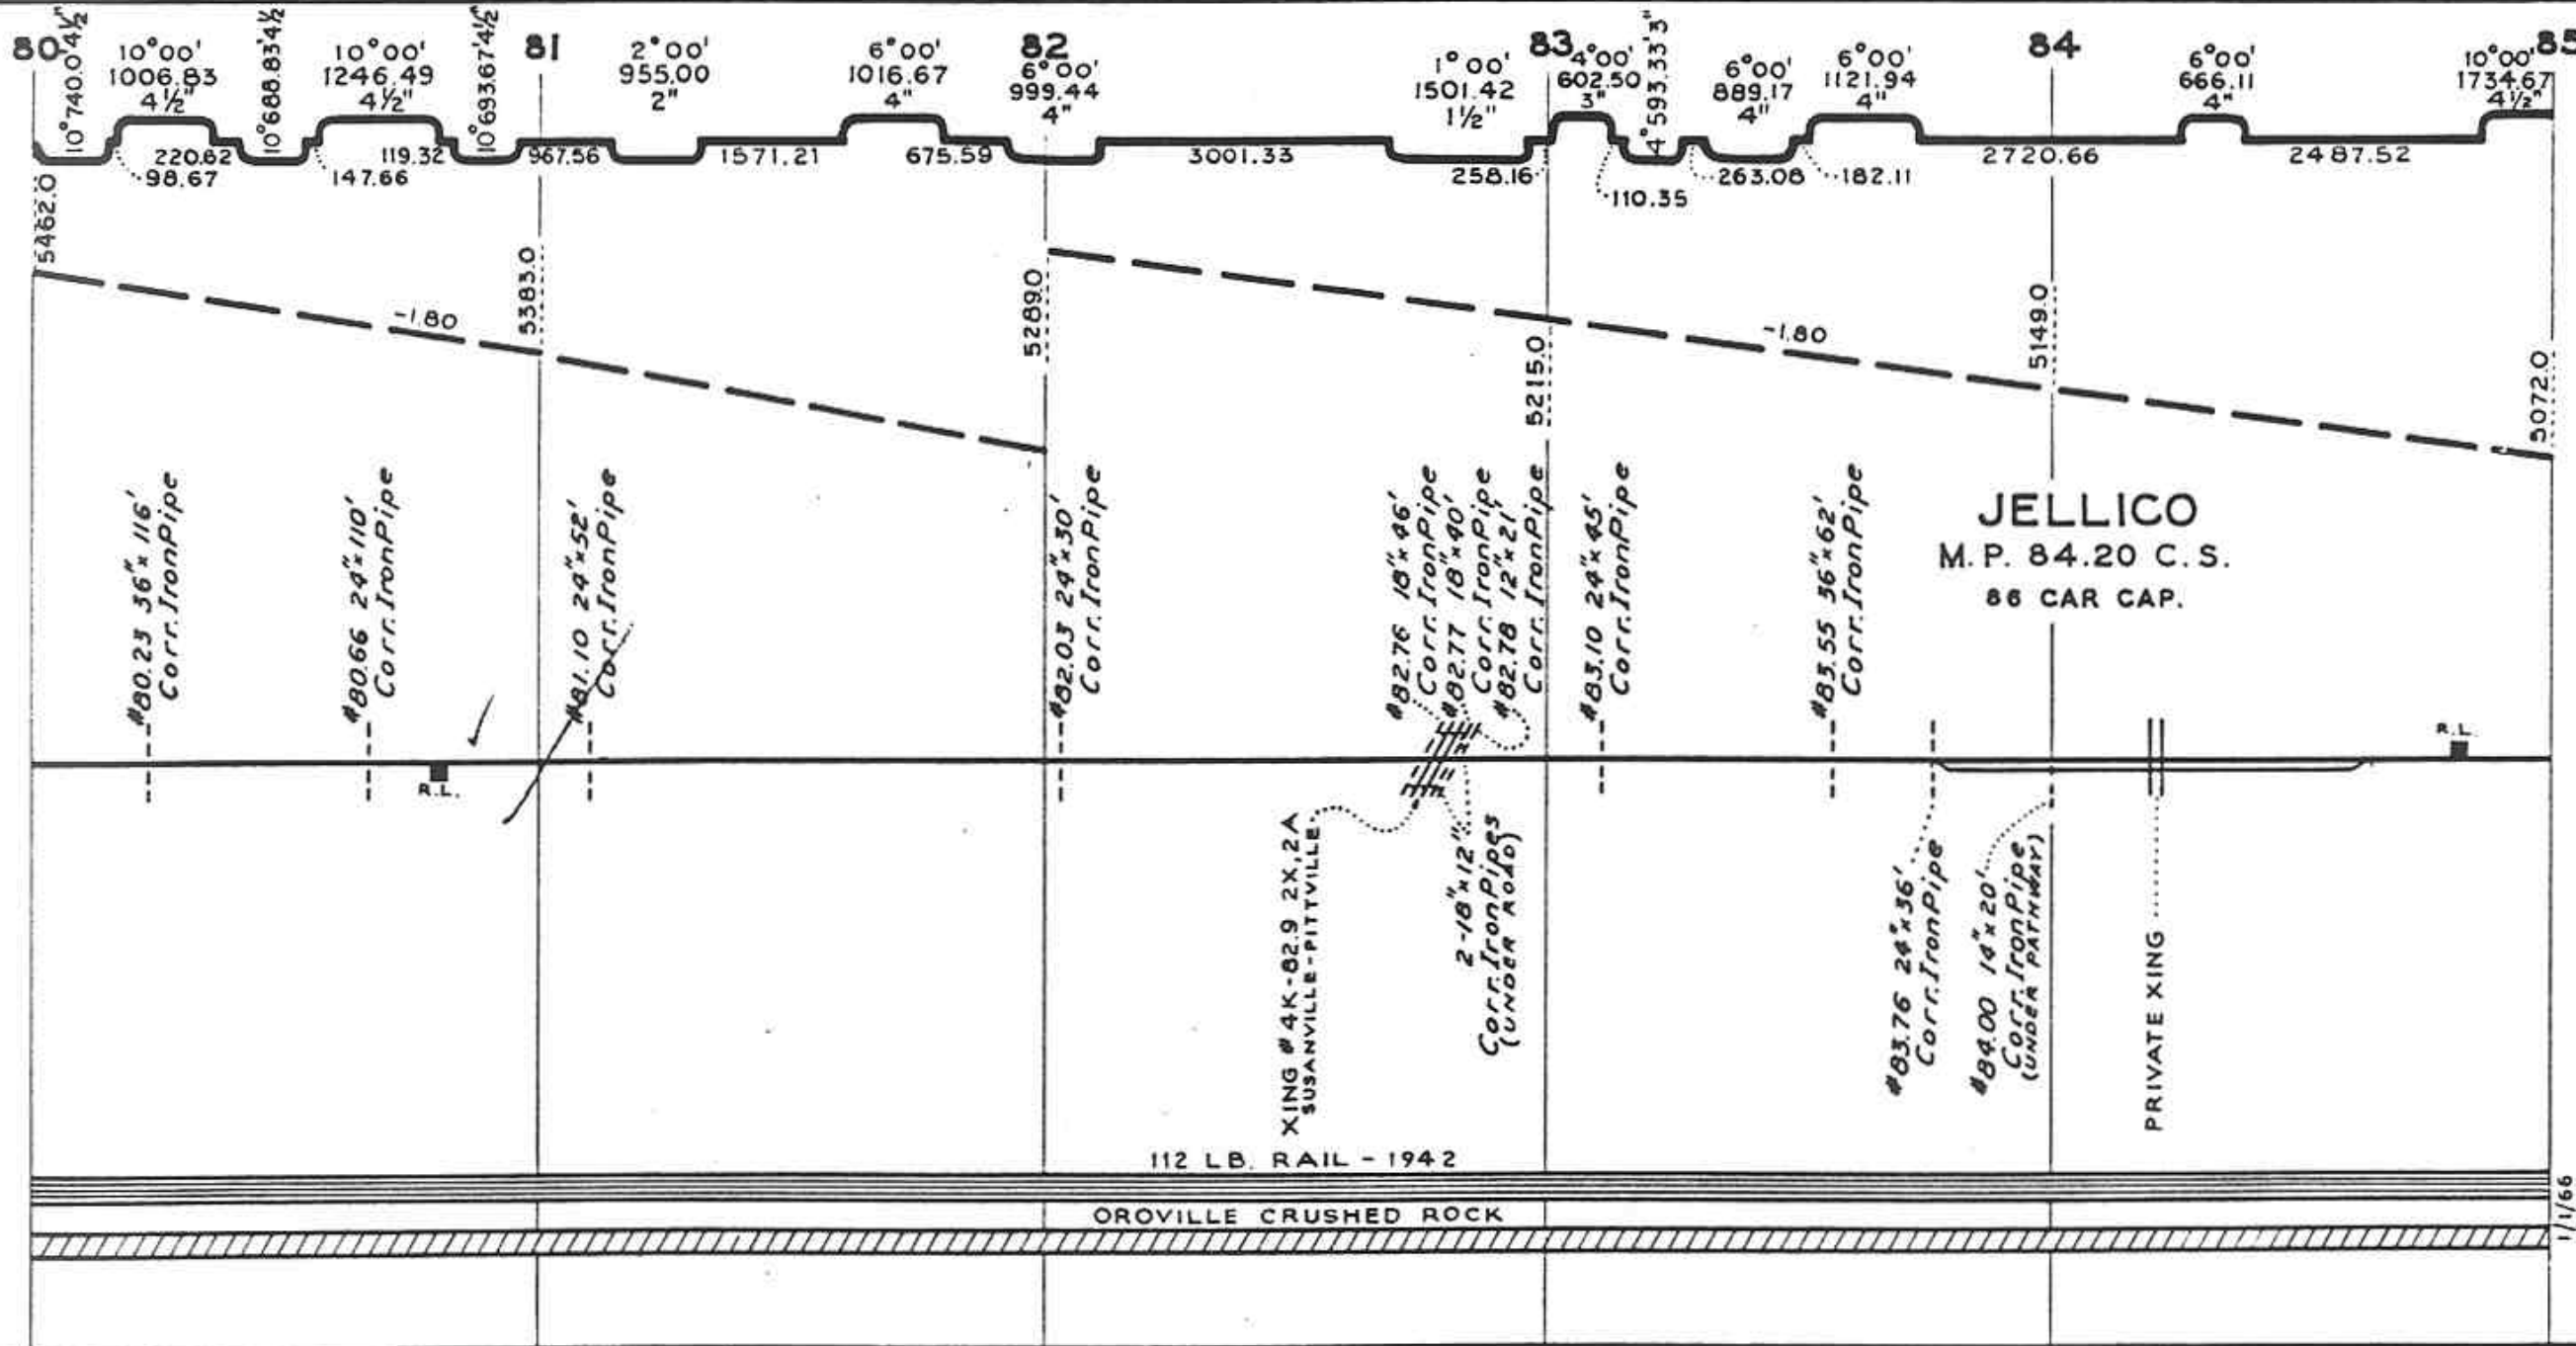 80
81
82
83
84
85
10°740.0'4½"
10°00'
1006.83
4½"
10°688.83'4½"
10°00'
1246.49
4½"
10°693.67'4½"
2°00'
955.00
2"
6°00'
1016.67
4"
6°00'
999.44
4"
1°00'
1501.42
1½"
4°00'
602.50
3"
4°593.33'3"
6°00'
889.17
4"
6°00'
1121.94
4"
6°00'
666.11
4"
10°00'
1734.67
4½"
98.67
220.82
147.66
119.32
967.56
1571.21
675.59
3001.33
258.16
110.35
263.08
182.11
2720.66
2487.52
5462.0
5383.0
5289.0
5215.0
5149.0
5072.0
-1.80
-1.80
#80.23 36"x116'
Corr. Iron Pipe
#80.66 24"x110'
Corr. Iron Pipe
#81.10 24"x52'
Corr. Iron Pipe
#82.03 24"x30'
Corr. Iron Pipe
#82.76 18"x46'
Corr. Iron Pipe
#82.77 18"x40'
Corr. Iron Pipe
#82.78 12"x21'
Corr. Iron Pipe
#83.10 24"x45'
Corr. Iron Pipe
#83.55 36"x62'
Corr. Iron Pipe
JELLICO
M.P. 84.20 C.S.
86 CAR CAP.
R.L.
R.L.
XING #4K-82.9 2X,2A
SUSANVILLE-PITTVILLE
2-18"x12'
Corr. Iron Pipes
(UNDER ROAD)
#83.76 24"x36'
Corr. Iron Pipe
#84.00 14"x20'
Corr. Iron Pipe
(UNDER PATHWAY)
PRIVATE XING
112 LB. RAIL - 1942
OROVILLE CRUSHED ROCK
1/1/66